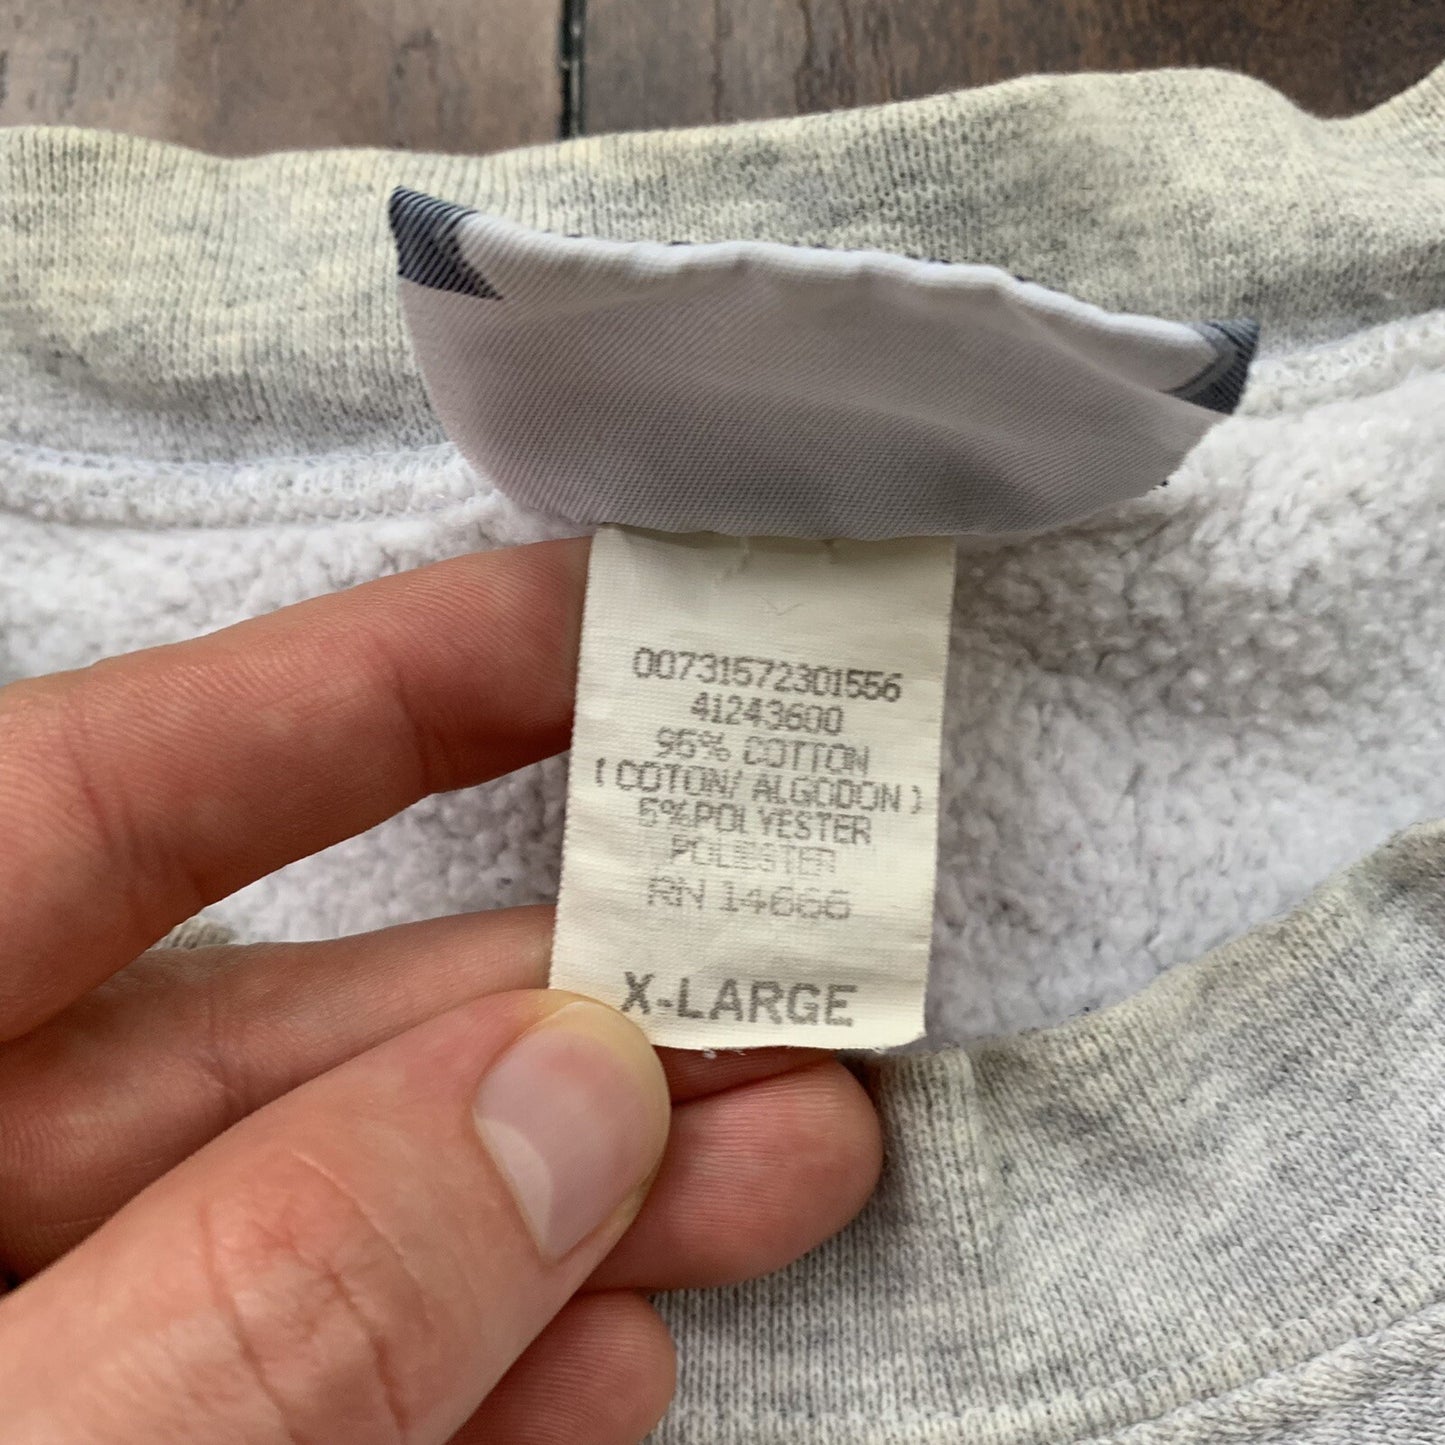 00731572301556
41243600
95% COTTON
( COTON/ ALGODON )
5%POLYESTER
POLIESTER
RN 14666
X-LARGE